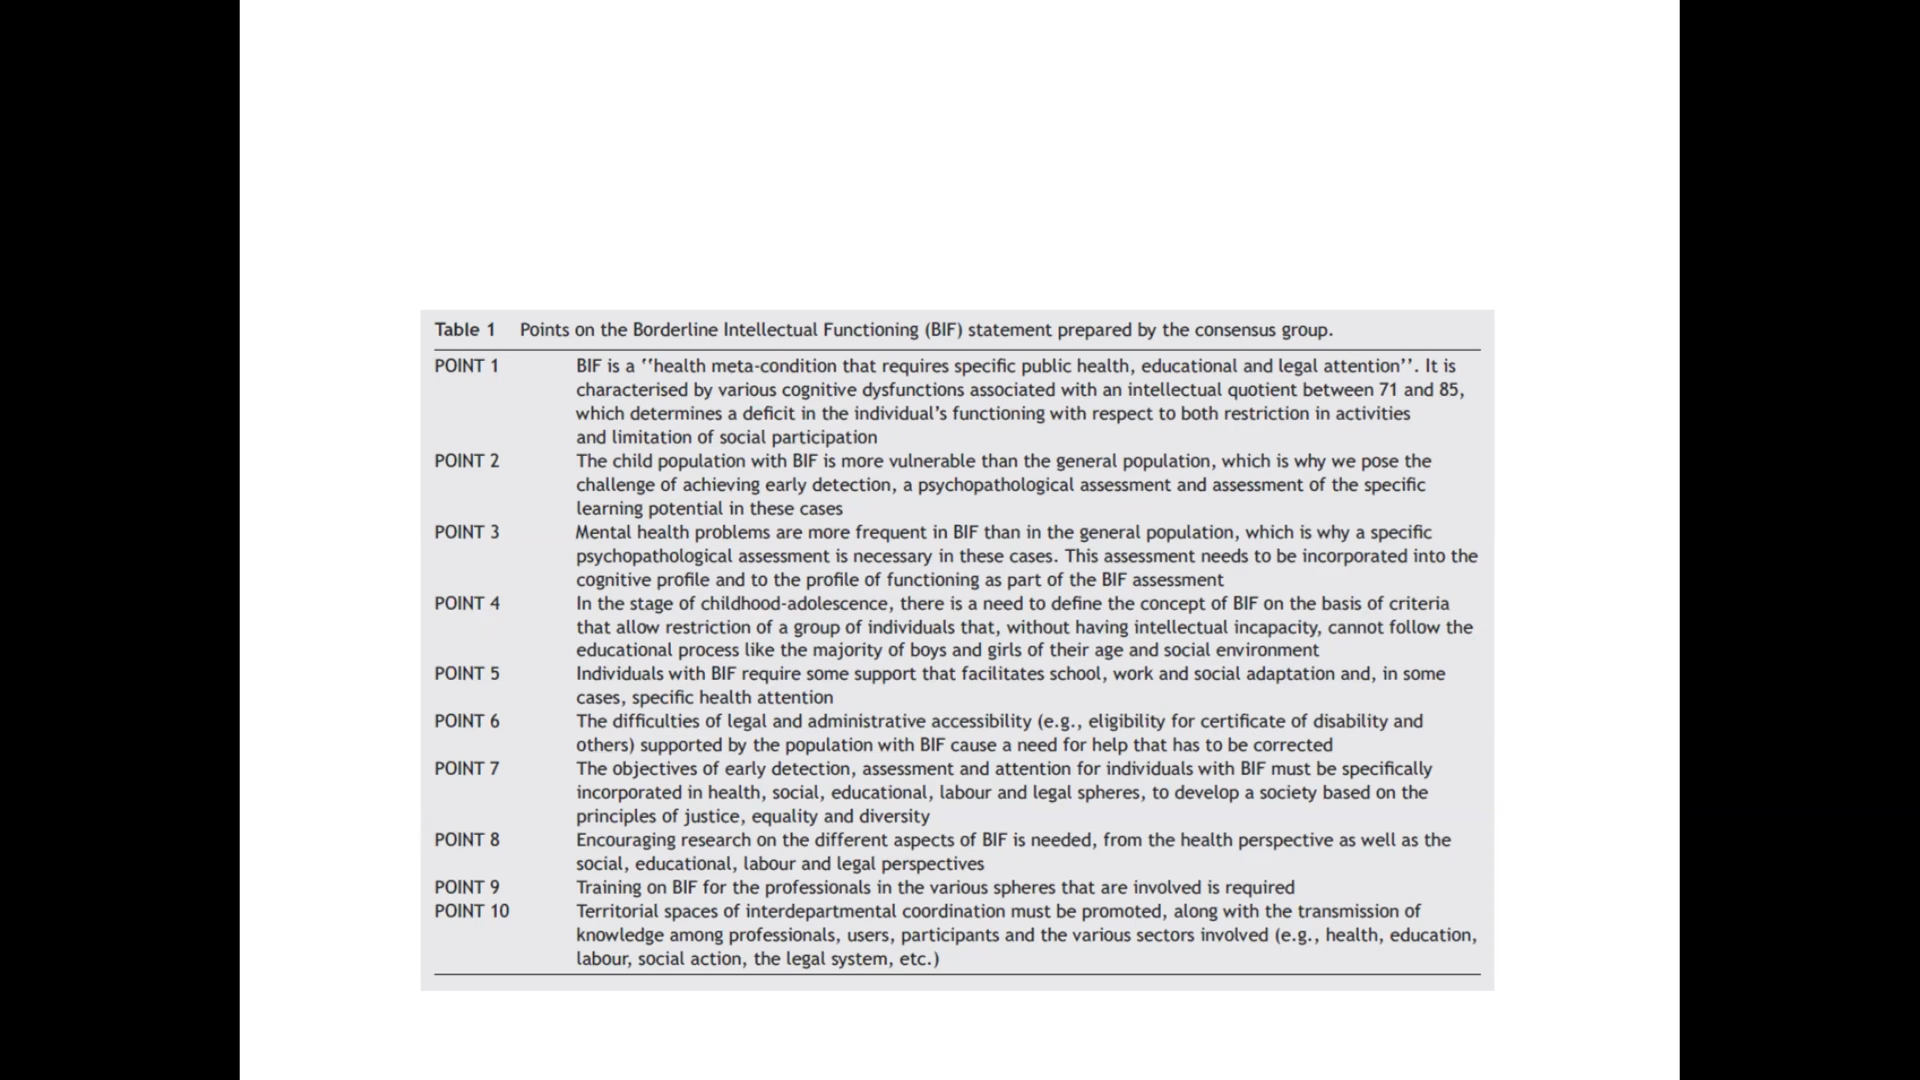 Table 1 Points on the Borderline Intellectual Functioning (BIF) statement prepared by the consensus group.
POINT 1 BIF is a ‘‘health meta-condition that requires specific public health, educational and legal attention’’. It is
characterised by various cognitive dysfunctions associated with an intellectual quotient between 71 and 85,
which determines a deficit in the individual’s functioning with respect to both restriction in activities
and limitation of social participation
POINT 2 The child population with BIF is more vulnerable than the general population, which is why we pose the
challenge of achieving early detection, a psychopathological assessment and assessment of the specific
learning potential in these cases
POINT 3 Mental health problems are more frequent in BIF than in the general population, which is why a specific
psychopathological assessment is necessary in these cases. This assessment needs to be incorporated into the
cognitive profile and to the profile of functioning as part of the BIF assessment
POINT 4 In the stage of childhood-adolescence, there is a need to define the concept of BIF on the basis of criteria
that allow restriction of a group of individuals that, without having intellectual incapacity, cannot follow the
educational process like the majority of boys and girls of their age and social environment
POINT 5 Individuals with BIF require some support that facilitates school, work and social adaptation and, in some
cases, specific health attention
POINT 6 The difficulties of legal and administrative accessibility (e.g., eligibility for certificate of disability and
others) supported by the population with BIF cause a need for help that has to be corrected
POINT 7 The objectives of early detection, assessment and attention for individuals with BIF must be specifically
incorporated in health, social, educational, labour and legal spheres, to develop a society based on the
principles of justice, equality and diversity
POINT 8 Encouraging research on the different aspects of BIF is needed, from the health perspective as well as the
social, educational, labour and legal perspectives
POINT 9 Training on BIF for the professionals in the various spheres that are involved is required
POINT 10 Territorial spaces of interdepartmental coordination must be promoted, along with the transmission of
knowledge among professionals, users, participants and the various sectors involved (e.g., health, education,
labour, social action, the legal system, etc.)